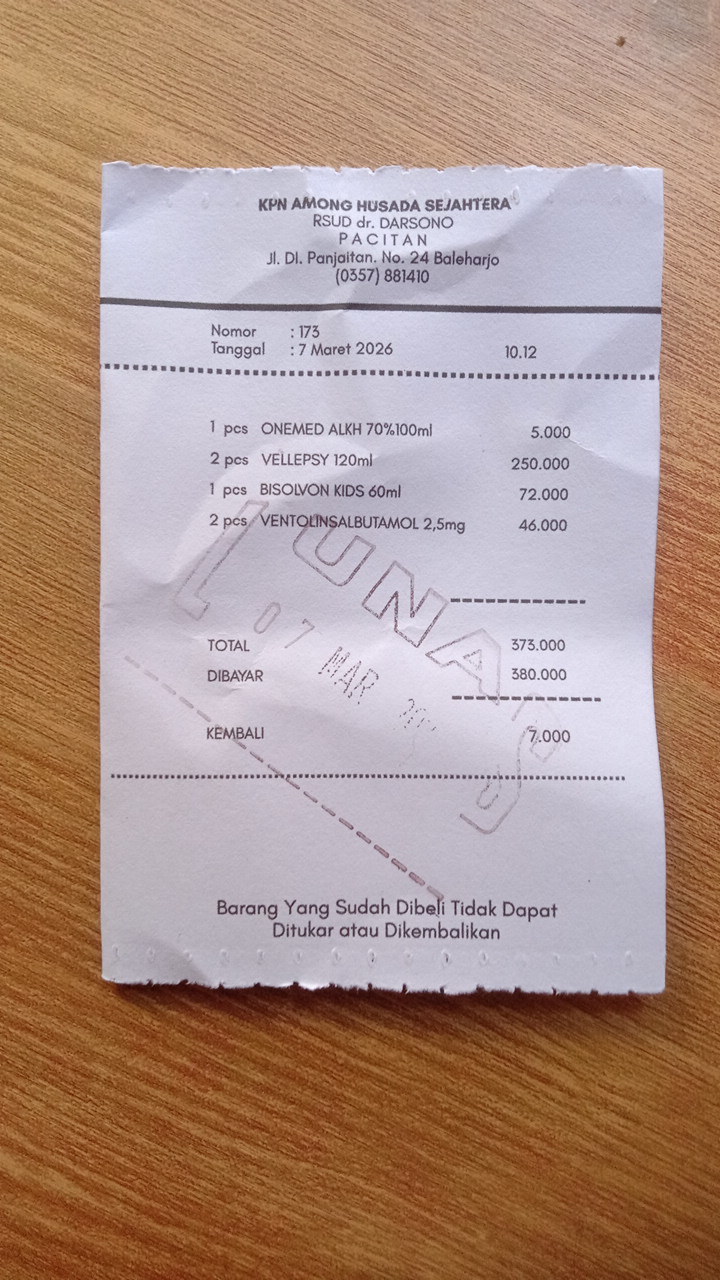 KPN AMONG HUSADA SEJAHTERA
RSUD dr. DARSONO
PACITAN
Jl. DI. Panjaitan. No. 24 Baleharjo
(0357) 881410
Nomor : 173
Tanggal : 7 Maret 2026 10.12
1 pcs ONEMED ALKH 70%100ml 5.000
2 pcs VELLEPSY 120ml 250.000
1 pcs BISOLVON KIDS 60ml 72.000
2 pcs VENTOLINSALBUTAMOL 2,5mg 46.000
LUNAS
07 MAR
TOTAL 373.000
DIBAYAR 380.000
KEMBALI 7.000
Barang Yang Sudah Dibeli Tidak Dapat
Ditukar atau Dikembalikan